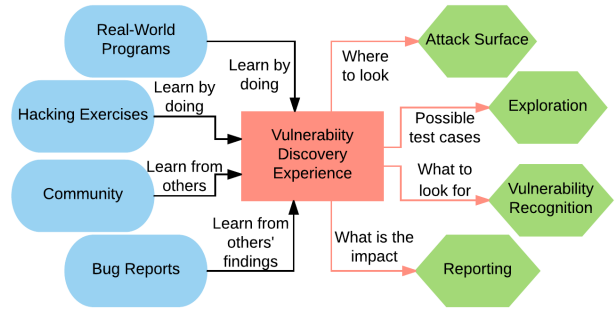 Real-World
Programs
Learn by
doing
Hacking Exercises
Learn by
doing
Community
Learn from
others
Bug Reports
Learn from
others'
findings
Vulnerabiity
Discovery
Experience
Where
to look
Attack Surface
Possible
test cases
Exploration
What to
look for
Vulnerability
Recognition
What is the
impact
Reporting